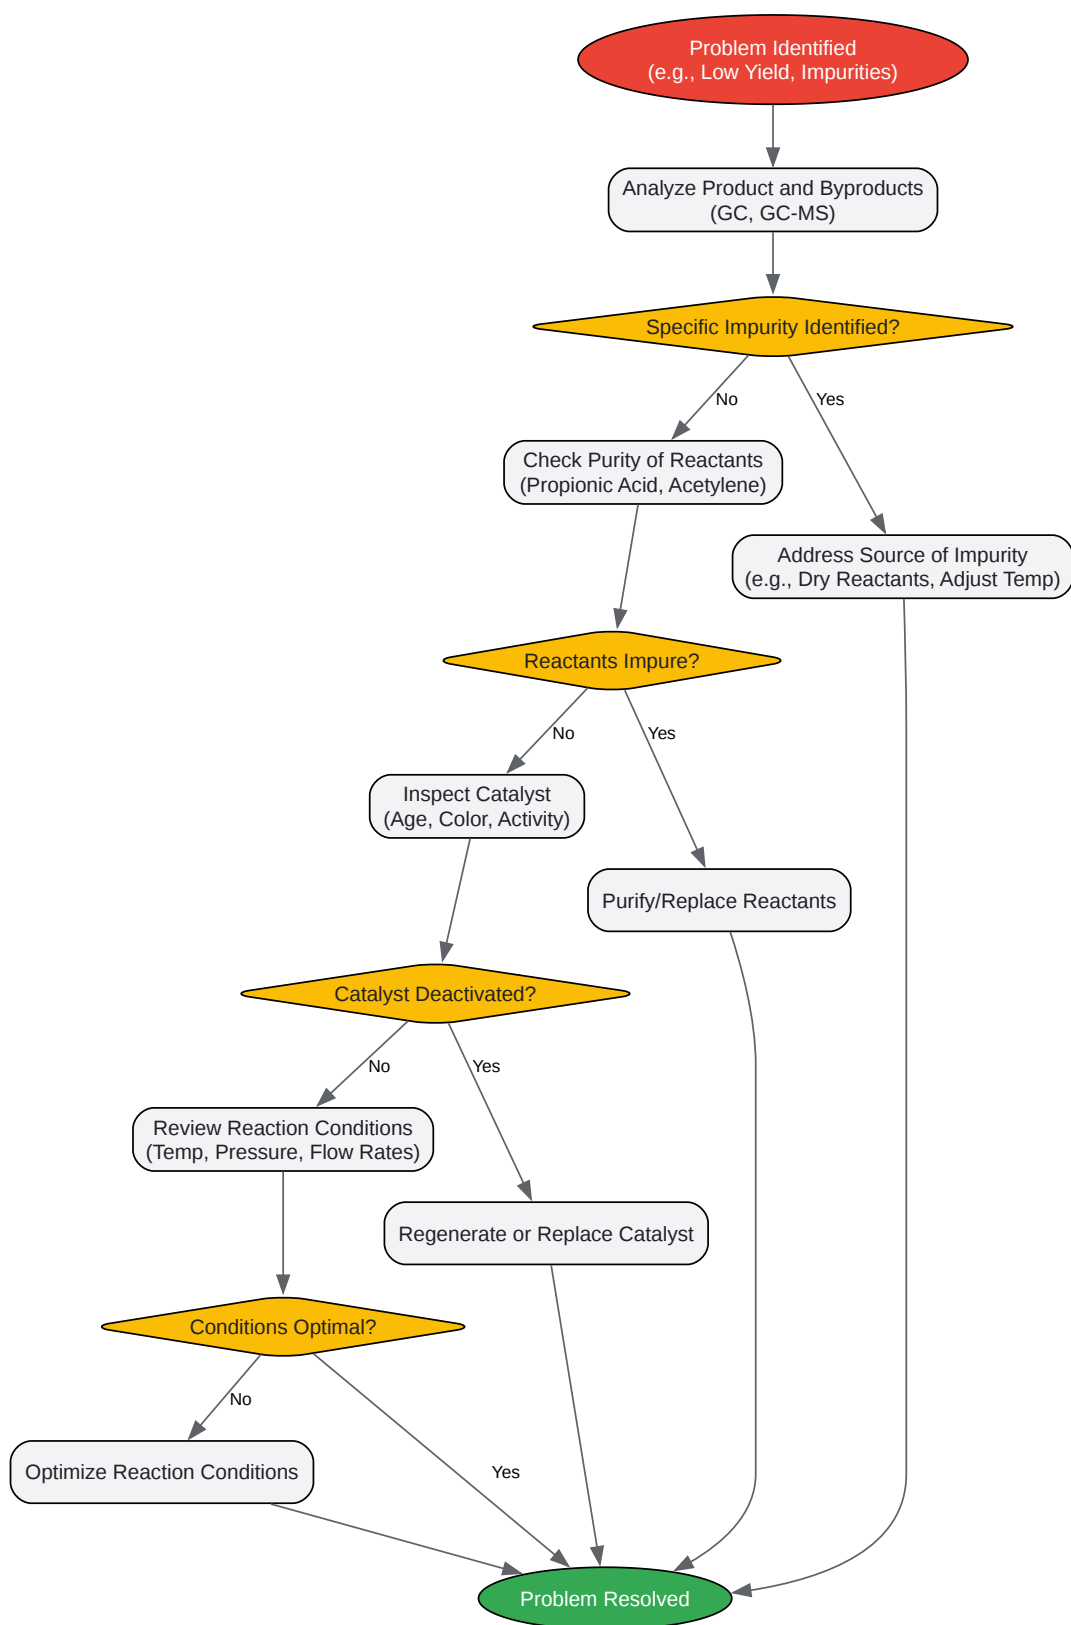 Problem Identified
(e.g., Low Yield, Impurities)
Analyze Product and Byproducts
(GC, GC-MS)
Specific Impurity Identified?
No
Yes
Check Purity of Reactants
(Propionic Acid, Acetylene)
Address Source of Impurity
(e.g., Dry Reactants, Adjust Temp)
Reactants Impure?
No
Yes
Inspect Catalyst
(Age, Color, Activity)
Purify/Replace Reactants
Catalyst Deactivated?
No
Yes
Review Reaction Conditions
(Temp, Pressure, Flow Rates)
Regenerate or Replace Catalyst
Conditions Optimal?
No
Yes
Optimize Reaction Conditions
Problem Resolved